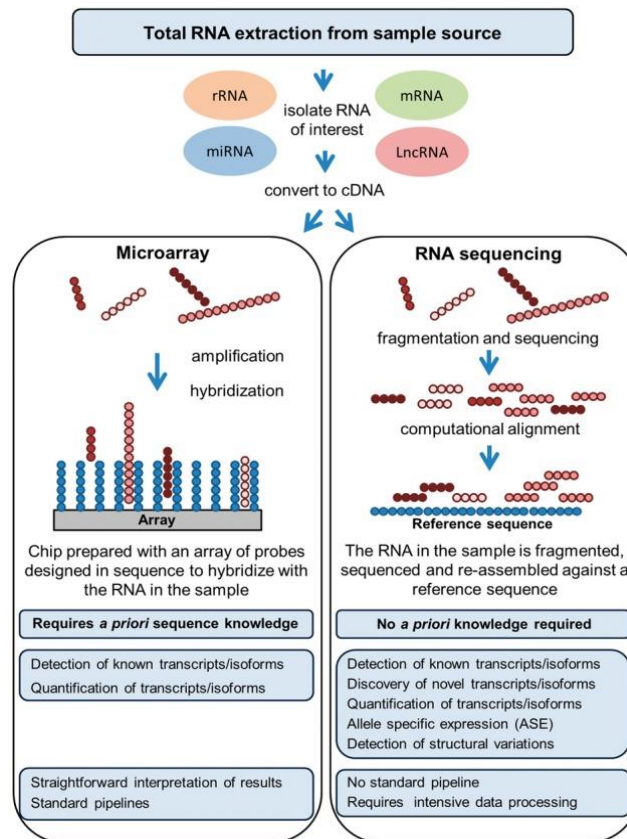 Total RNA extraction from sample source
rRNA
mRNA
isolate RNA
of interest
miRNA
LncRNA
convert to cDNA
Microarray
amplification
hybridization
Array
Chip prepared with an array of probes
designed in sequence to hybridize with
the RNA in the sample
Requires a priori sequence knowledge
Detection of known transcripts/isoforms
Quantification of transcripts/isoforms
Straightforward interpretation of results
Standard pipelines
RNA sequencing
fragmentation and sequencing
computational alignment
Reference sequence
The RNA in the sample is fragmented,
sequenced and re-assembled against a
reference sequence
No a priori knowledge required
Detection of known transcripts/isoforms
Discovery of novel transcripts/isoforms
Quantification of transcripts/isoforms
Allele specific expression (ASE)
Detection of structural variations
No standard pipeline
Requires intensive data processing